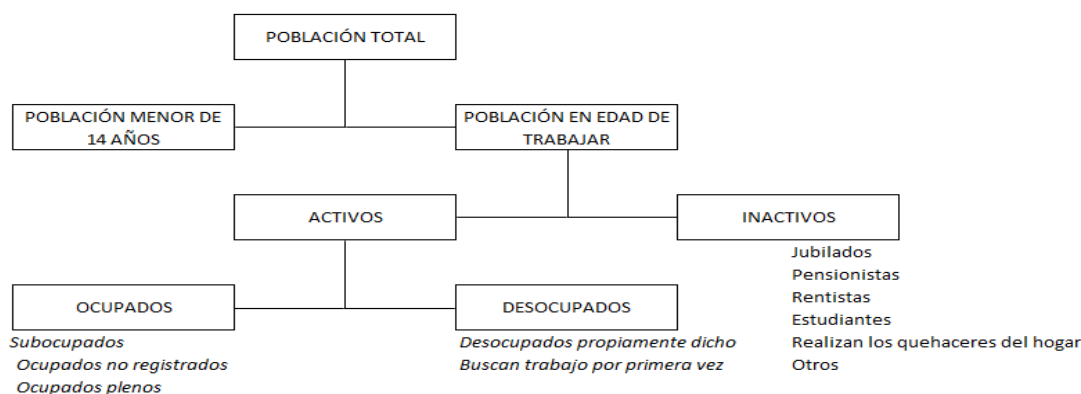 POBLACIÓN TOTAL
POBLACIÓN MENOR DE
14 AÑOS
POBLACIÓN EN EDAD DE
TRABAJAR
ACTIVOS
INACTIVOS
Jubilados
Pensionistas
Rentistas
Estudiantes
Realizan los quehaceres del hogar
Otros
OCUPADOS
Subocupados
Ocupados no registrados
Ocupados plenos
DESOCUPADOS
Desocupados propiamente dicho
Buscan trabajo por primera vez